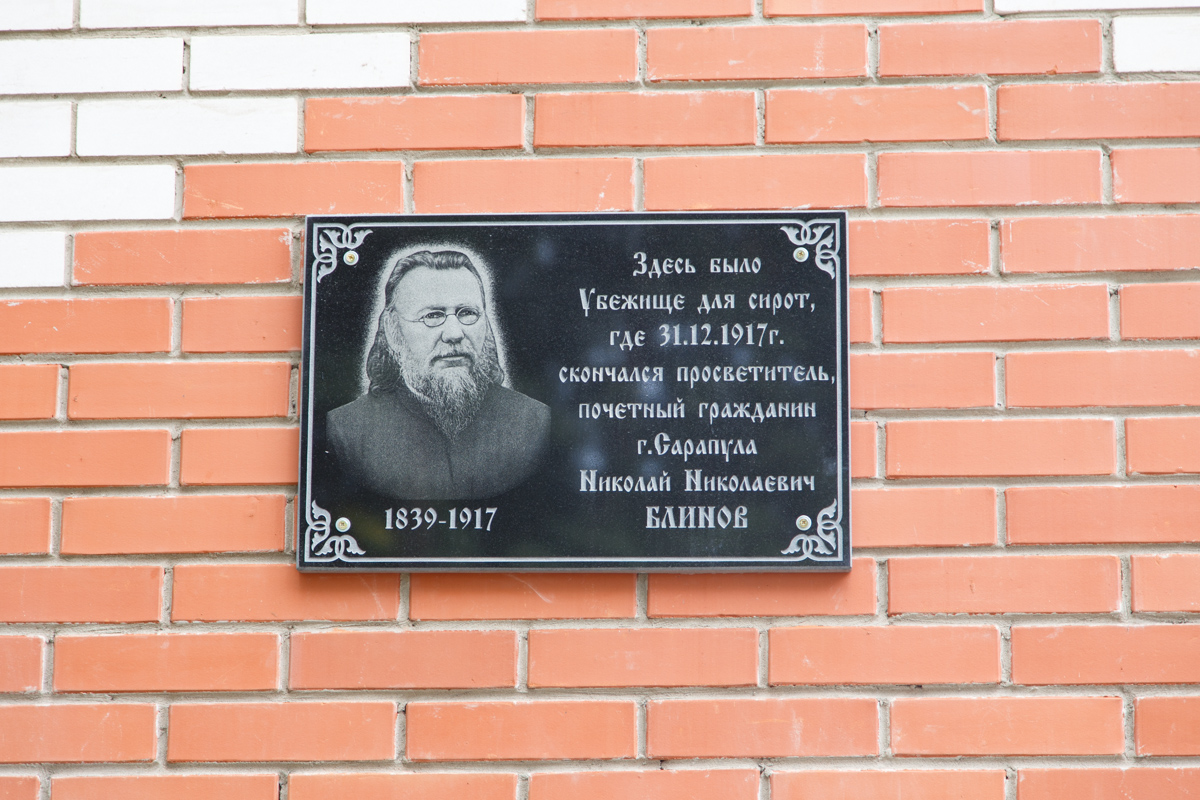 Здесь было
Убежище для сирот,
где 31.12.1917г.
скончался просветитель,
почетный гражданин
г.Сарапула
Николай Николаевич
БЛИНОВ
1839-1917